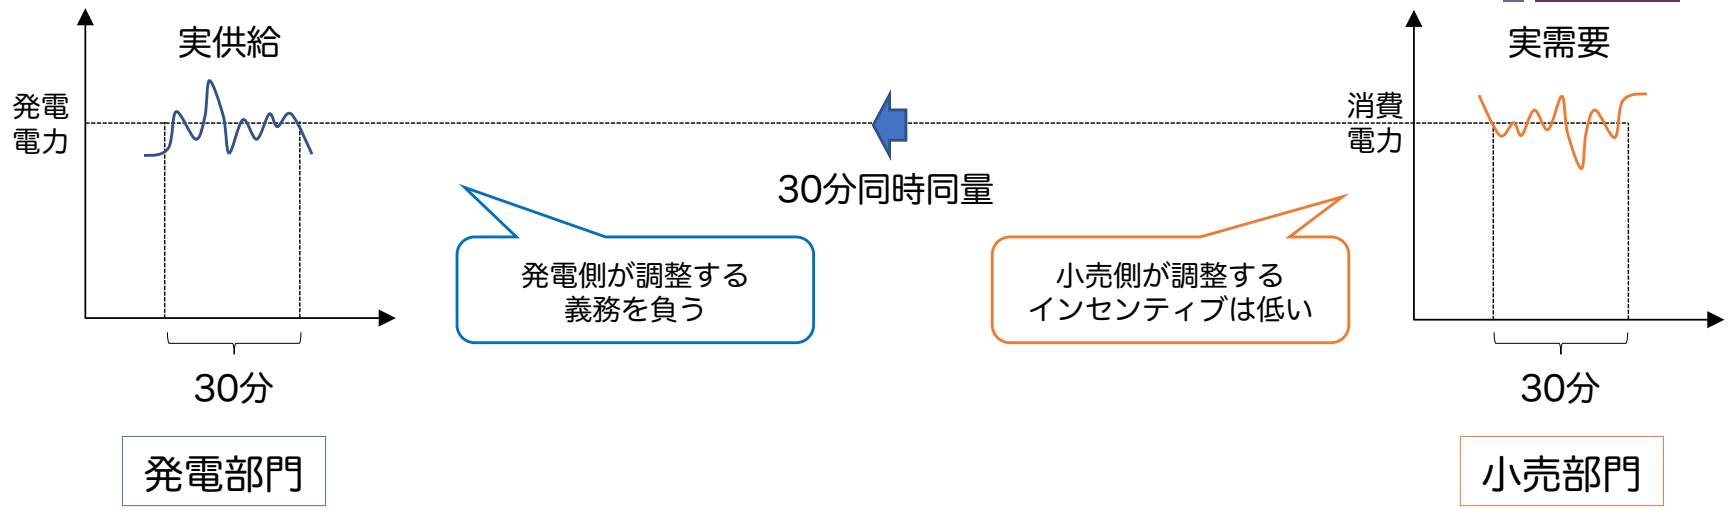 実供給
発電
電力
30分
発電部門
30分同時同量
発電側が調整する
義務を負う
小売側が調整する
インセンティブは低い
実需要
消費
電力
30分
小売部門